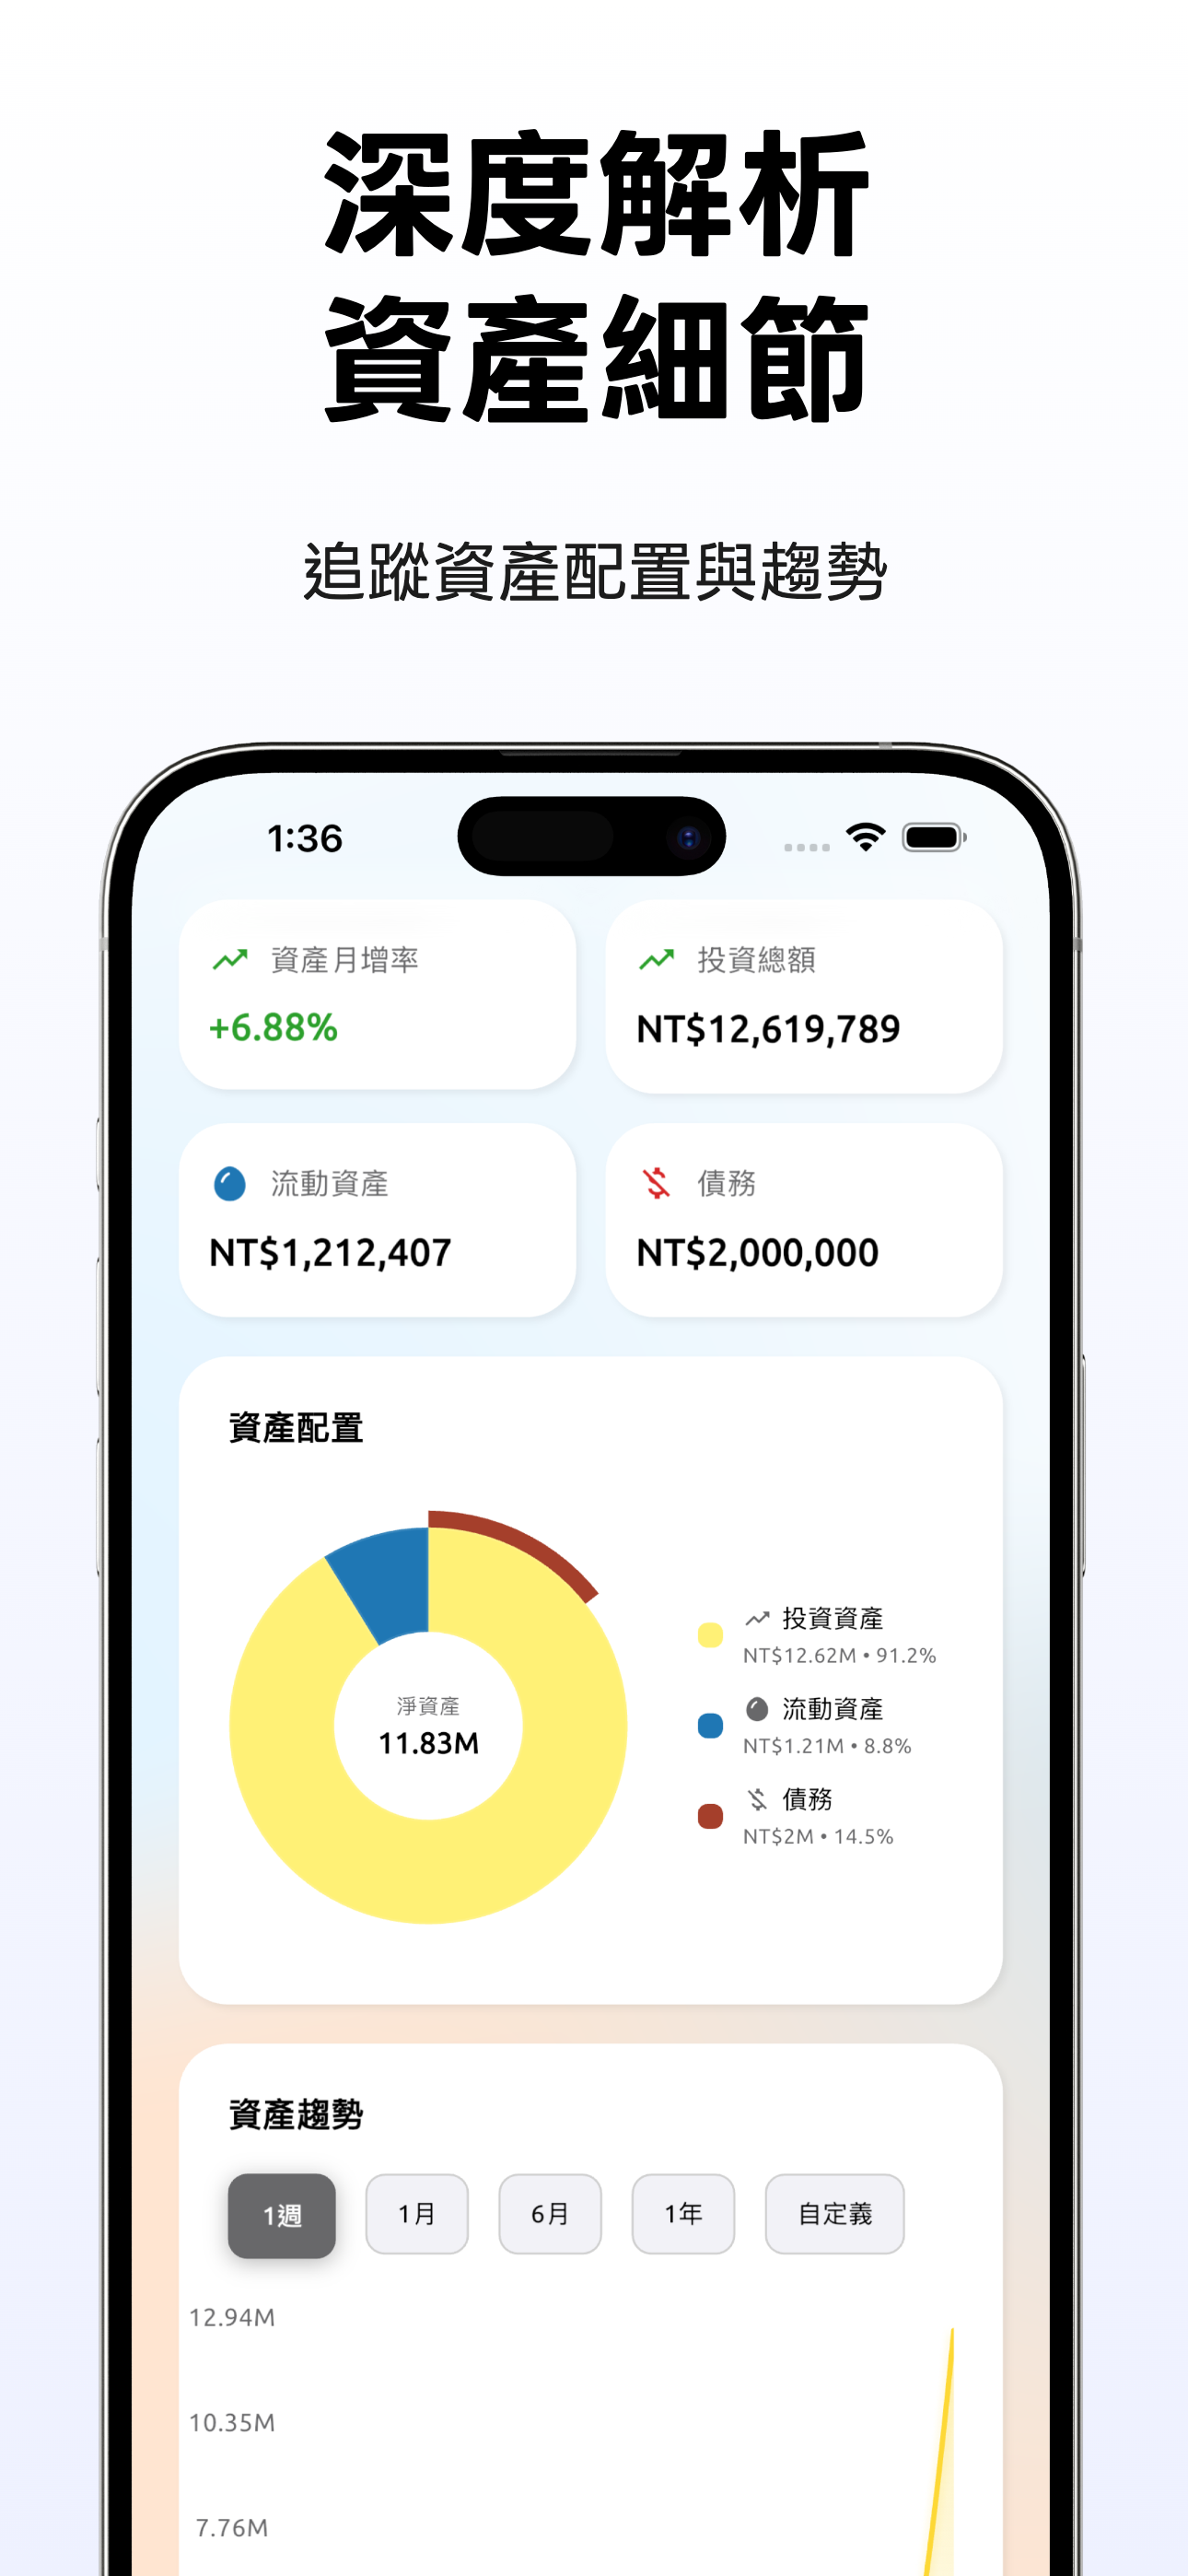 深度解析
資產細節
追蹤資產配置與趨勢
1:36
資產月增率
+6.88%
投資總額
NT$12,619,789
流動資產
NT$1,212,407
債務
NT$2,000,000
資產配置
淨資產
11.83M
投資資產
NT$12.62M • 91.2%
流動資產
NT$1.21M • 8.8%
債務
NT$2M • 14.5%
資產趨勢
1週 1月 6月 1年 自定義
12.94M
10.35M
7.76M